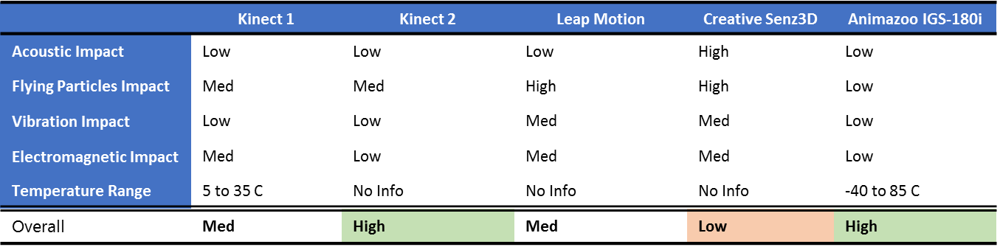 Kinect 1 Kinect 2 Leap Motion Creative Senz3D Animazoo IGS-180i
Acoustic Impact Low Low Low High Low
Flying Particles Impact Med Med High High Low
Vibration Impact Low Low Med Med Low
Electromagnetic Impact Med Low Med Med Low
Temperature Range 5 to 35 C No Info No Info No Info -40 to 85 C
Overall Med High Med Low High